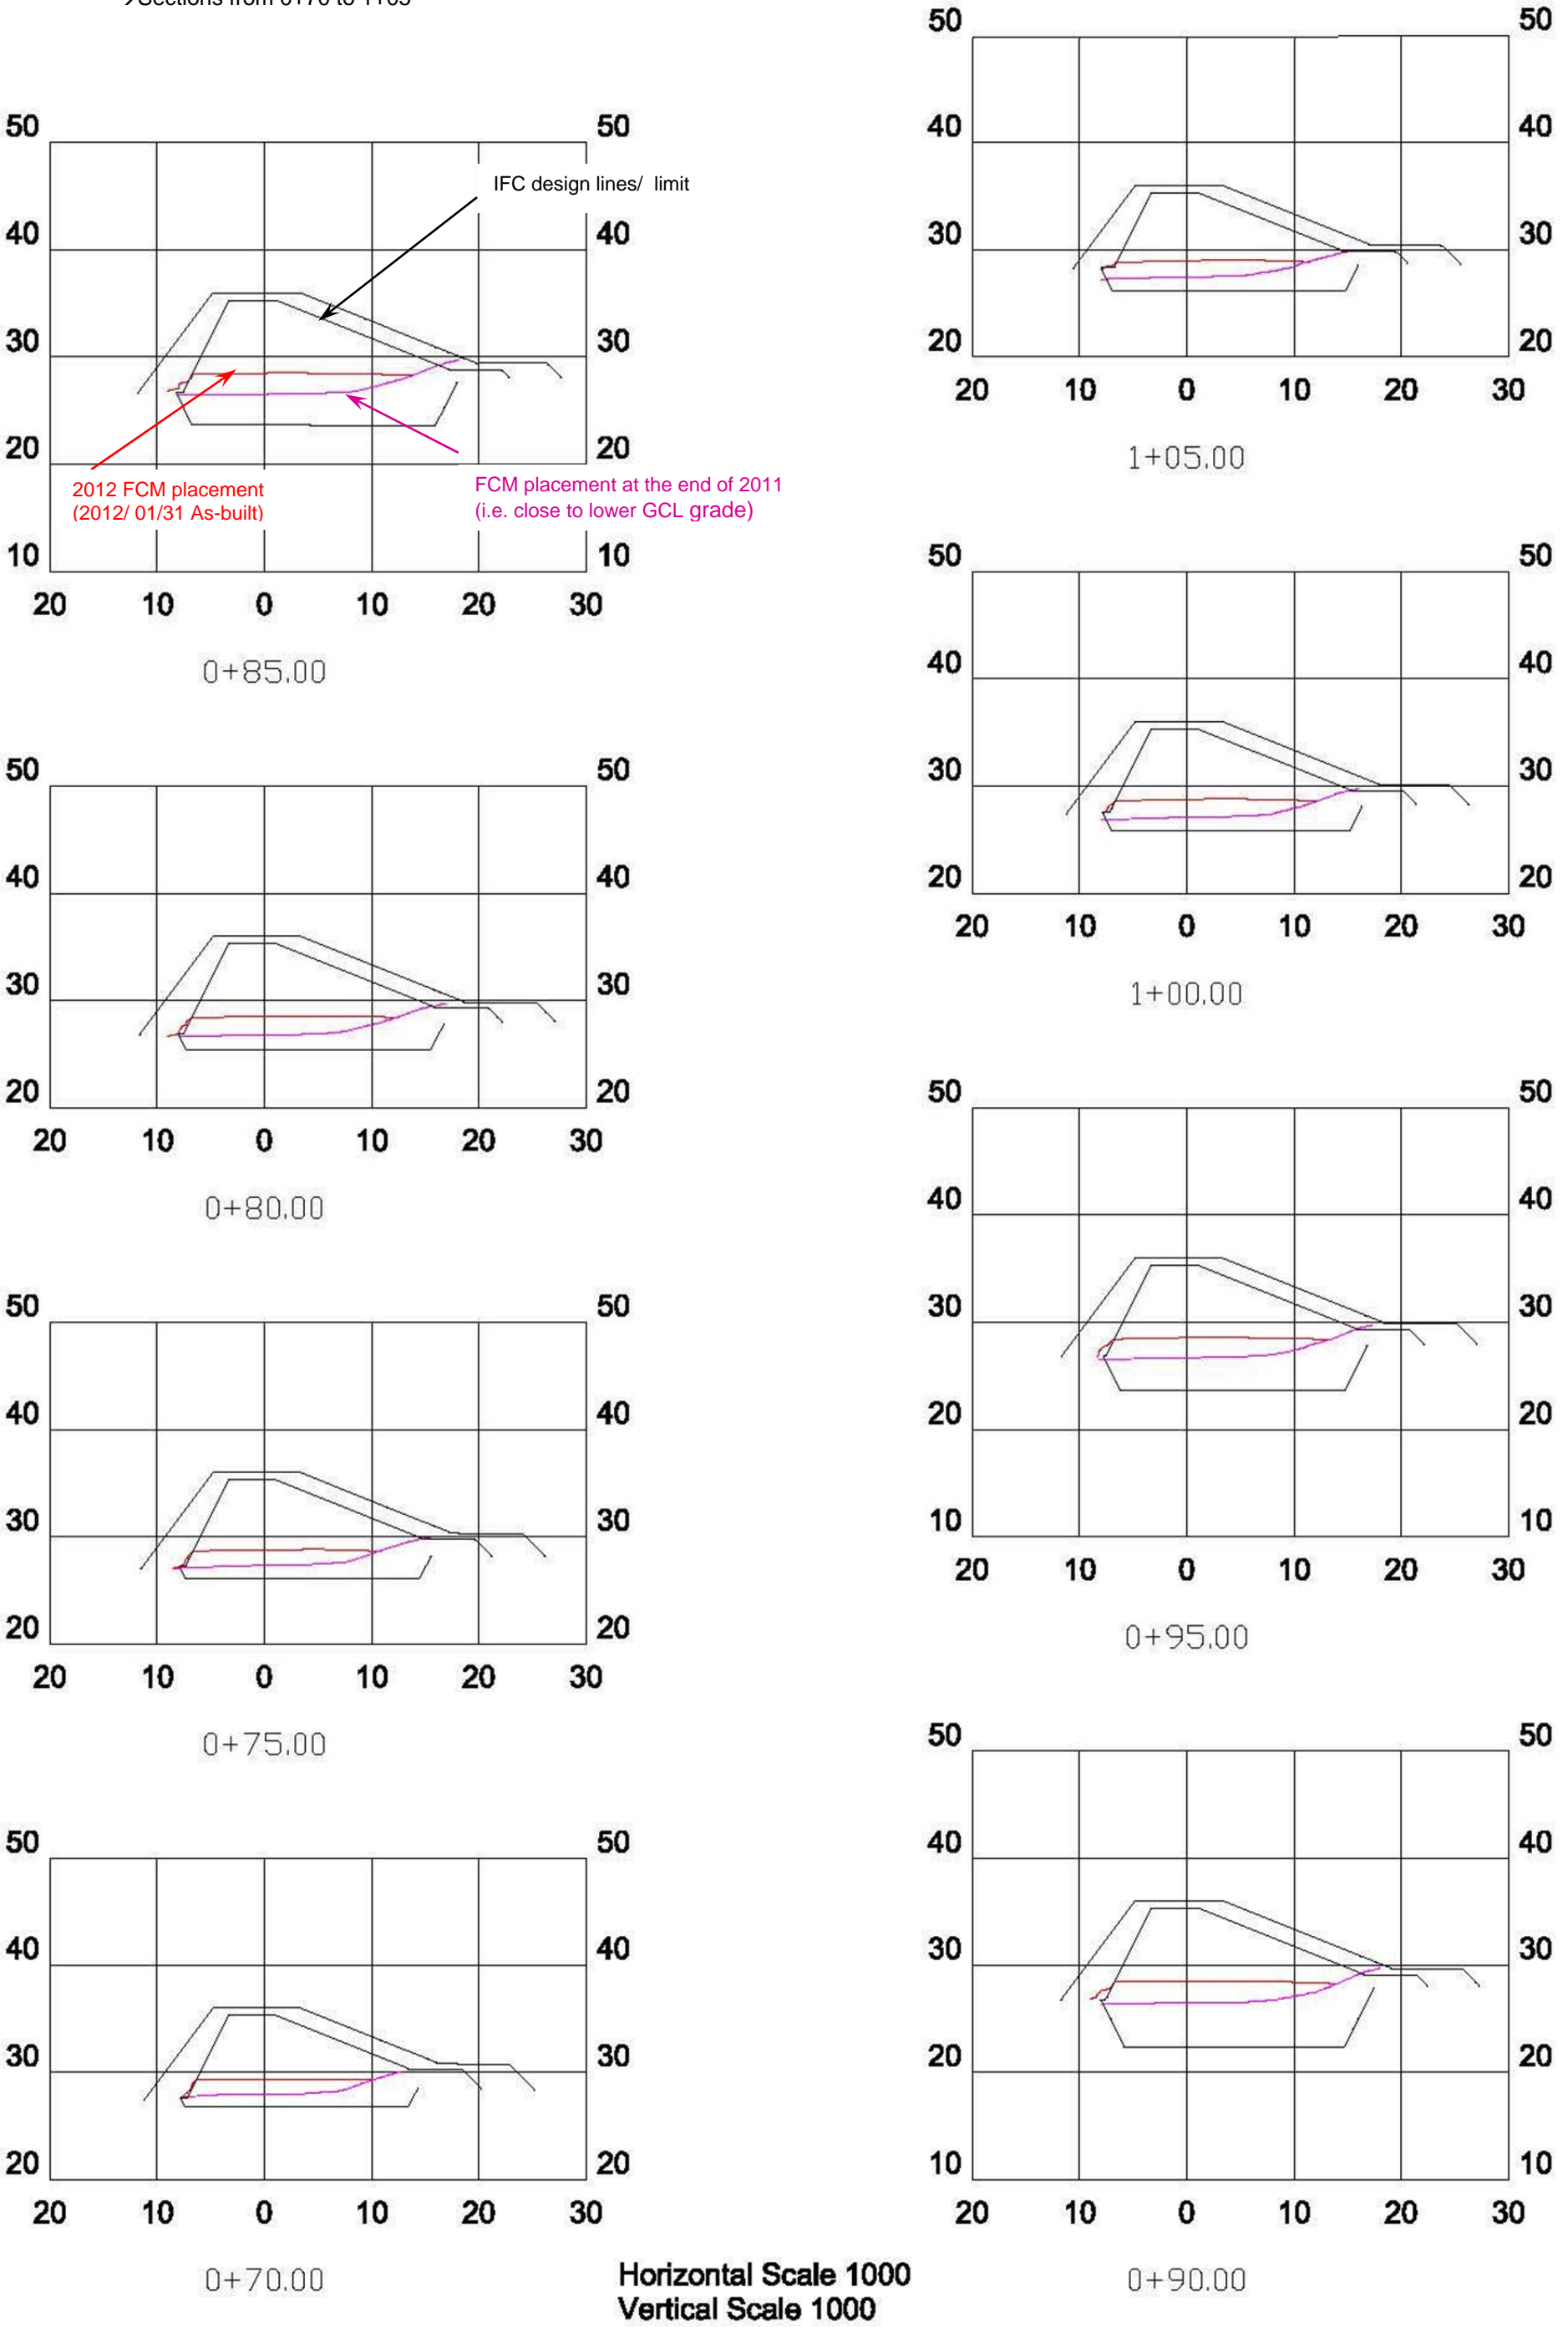 Sections from 0+70 to 1+05
50 50
IFC design lines/ limit
40 40
30 30
20 20
2012 FCM placement
(2012/ 01/31 As-built)
FCM placement at the end of 2011
(i.e. close to lower GCL grade)
10 10
20 10 0 10 20 30
0+85.00
50 50
40 40
30 30
20 20
20 10 0 10 20 30
0+80.00
50 50
40 40
30 30
20 20
20 10 0 10 20 30
0+75.00
50 50
40 40
30 30
20 20
20 10 0 10 20 30
0+70.00
Horizontal Scale 1000
Vertical Scale 1000
50 50
40 40
30 30
20 20
20 10 0 10 20 30
1+05.00
50 50
40 40
30 30
20 20
20 10 0 10 20 30
1+00.00
50 50
40 40
30 30
20 20
10 10
20 10 0 10 20 30
0+95.00
50 50
40 40
30 30
20 20
10 10
20 10 0 10 20 30
0+90.00